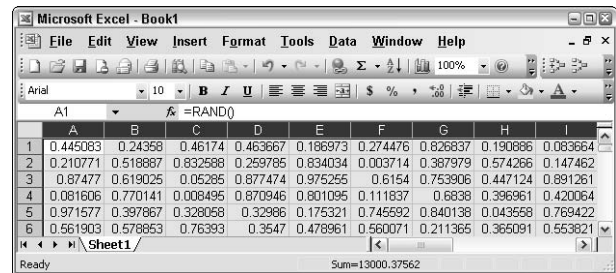 Microsoft Excel - Book1
File Edit View Insert Format Tools Data Window Help
Σ 100%
Arial 10 B I U $ % ,
A1 fx =RAND()
A B C D E F G H I
1 0.445083 0.24358 0.46174 0.463667 0.186973 0.274476 0.826837 0.190886 0.083664
2 0.210771 0.518887 0.832588 0.259785 0.834034 0.003714 0.387979 0.574266 0.147462
3 0.87477 0.619025 0.05285 0.877474 0.975255 0.6154 0.753906 0.447124 0.891261
4 0.081606 0.770141 0.008495 0.870946 0.801095 0.111837 0.6838 0.396961 0.420064
5 0.971577 0.397867 0.328058 0.32986 0.175321 0.745592 0.840138 0.043558 0.769422
6 0.561903 0.578853 0.76393 0.3547 0.478961 0.560071 0.211365 0.365091 0.553821
Sheet1
Ready Sum=13000.37562